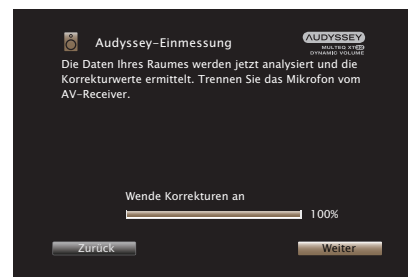 Audyssey-Einmessung
AUDYSSEY
MULTEQ XT32
DYNAMIC VOLUME
Die Daten Ihres Raumes werden jetzt analysiert und die
Korrekturwerte ermittelt. Trennen Sie das Mikrofon vom
AV-Receiver.
Wende Korrekturen an
100%
Zurück
Weiter